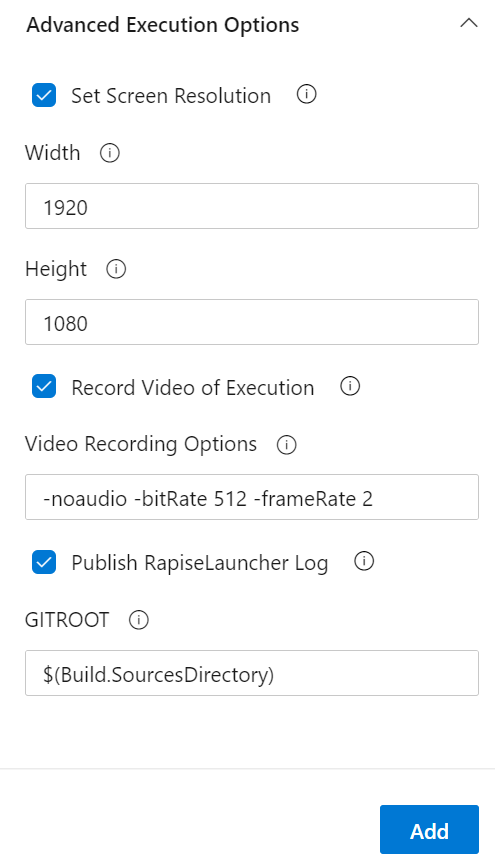 Advanced Execution Options
Set Screen Resolution
Width
1920
Height
1080
Record Video of Execution
Video Recording Options
-noaudio -bitRate 512 -frameRate 2
Publish RapiseLauncher Log
GITROOT
$(Build.SourcesDirectory)
Add